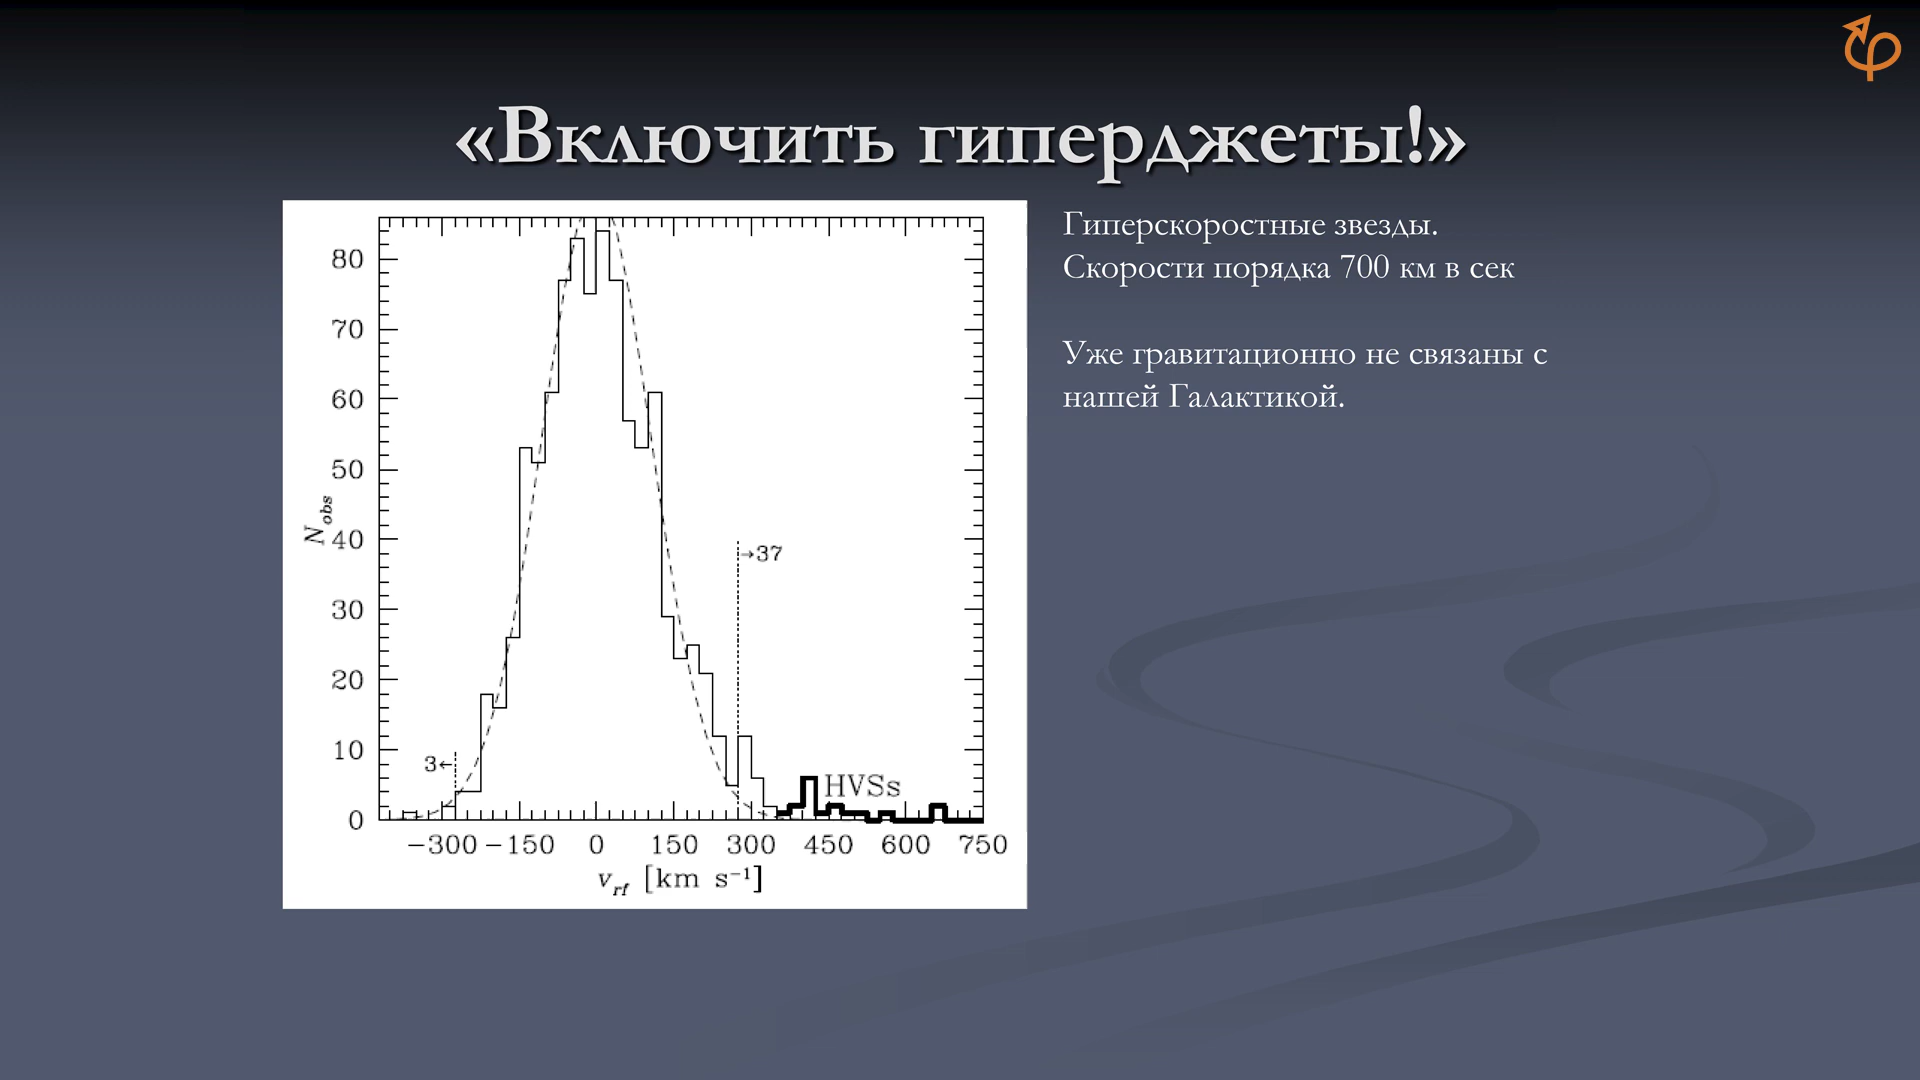 «Включить гиперджеты!»
Гиперскоростные звезды.
Скорости порядка 700 км в сек
Уже гравитационно не связаны с
нашей Галактикой.
80
70
60
50
40
30
20
10
0
N_obs
→37
3←
HVSs
−300 −150 0 150 300 450 600 750
v_rf [km s⁻¹]